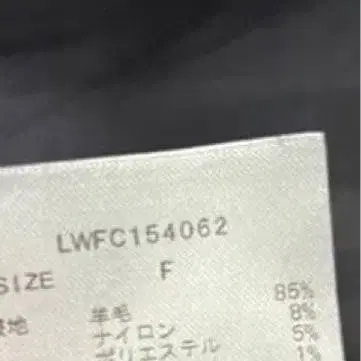 LWFC154062
SIZE F
地 85%
羊毛 8%
ナイロン 5%
ポリエステル 1%